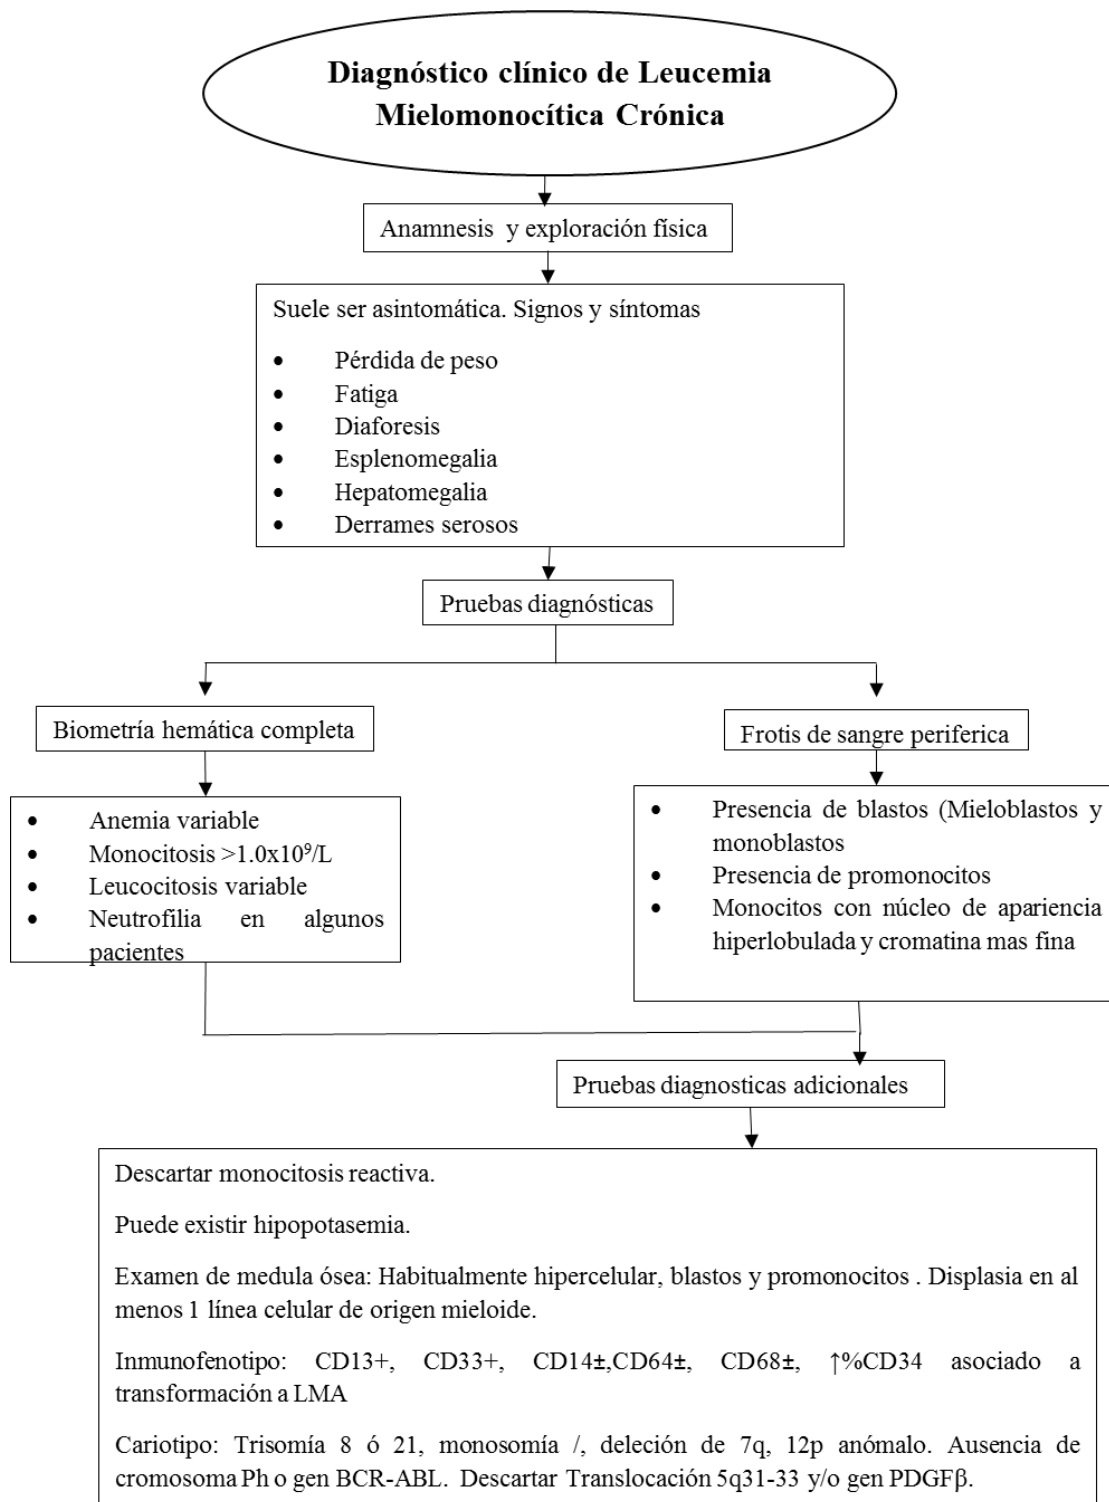 Diagnóstico clínico de Leucemia
Mielomonocítica Crónica
Anamnesis y exploración física
Suele ser asintomática. Signos y síntomas
• Pérdida de peso
• Fatiga
• Diaforesis
• Esplenomegalia
• Hepatomegalia
• Derrames serosos
Pruebas diagnósticas
Biometría hemática completa
• Anemia variable
• Monocitosis >1.0x10⁹/L
• Leucocitosis variable
• Neutrofilia en algunos
pacientes
Frotis de sangre periferica
• Presencia de blastos (Mieloblastos y
monoblastos
• Presencia de promonocitos
• Monocitos con núcleo de apariencia
hiperlobulada y cromatina mas fina
Pruebas diagnosticas adicionales
Descartar monocitosis reactiva.
Puede existir hipopotasemia.
Examen de medula ósea: Habitualmente hipercelular, blastos y promonocitos . Displasia en al
menos 1 línea celular de origen mieloide.
Inmunofenotipo: CD13+, CD33+, CD14±,CD64±, CD68±, ↑%CD34 asociado a
transformación a LMA
Cariotipo: Trisomía 8 ó 21, monosomía /, deleción de 7q, 12p anómalo. Ausencia de
cromosoma Ph o gen BCR-ABL. Descartar Translocación 5q31-33 y/o gen PDGFβ.